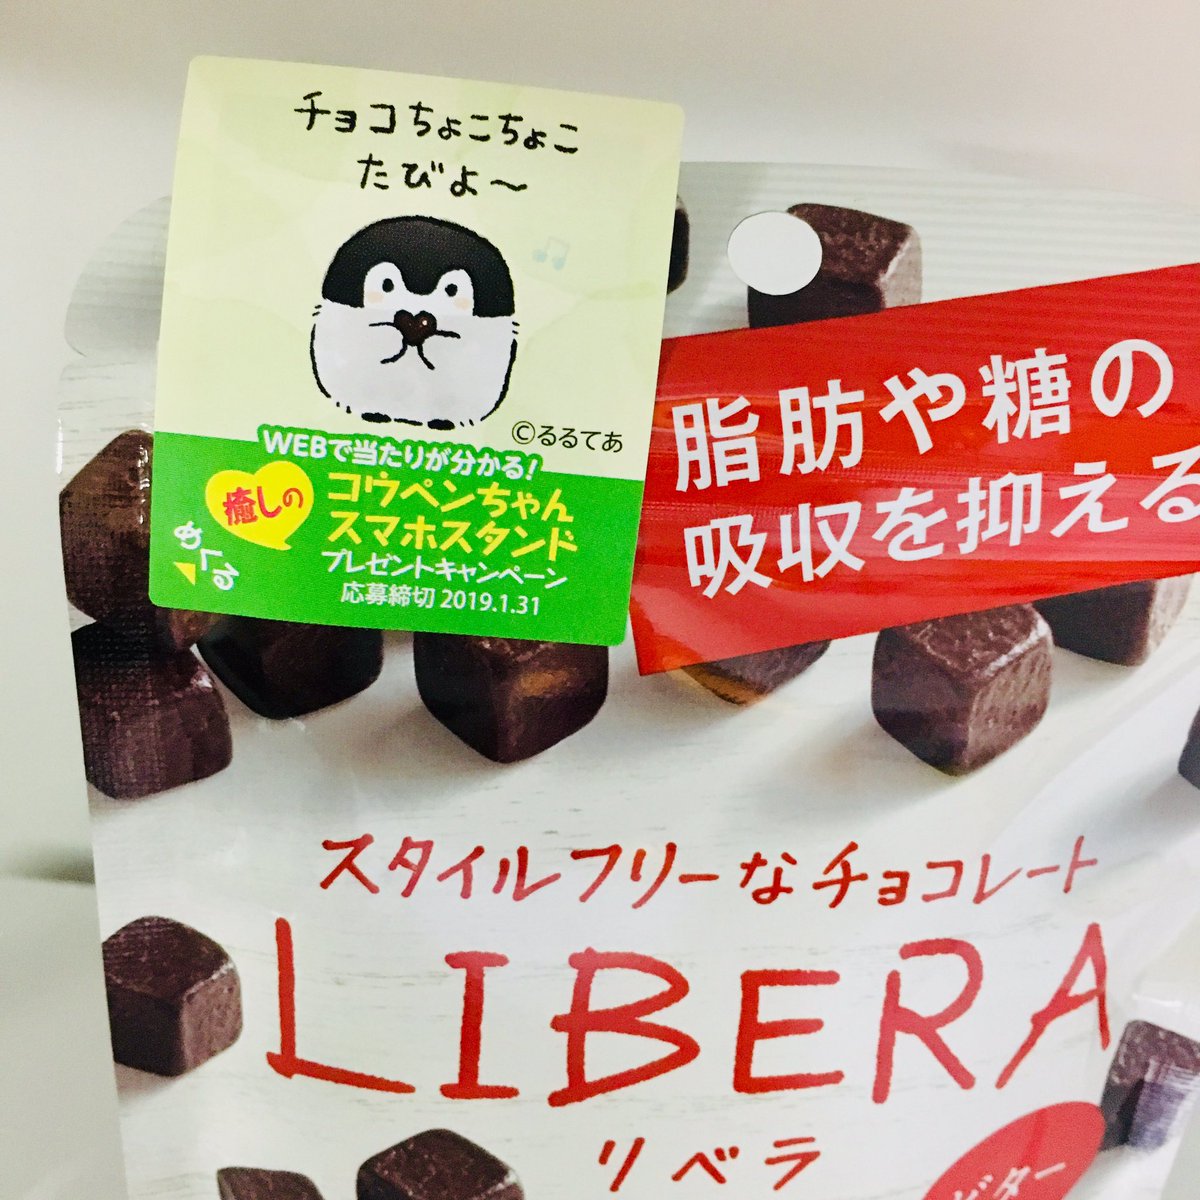 チョコちょこちょこ
たびよ〜
©るるてあ
WEBで当たりが分かる!
癒しの
コウペンちゃん
スマホスタンド
プレゼントキャンペーン
応募締切 2019.1.31
めくる
脂肪や糖の
吸収を抑える
スタイルフリーなチョコレート
LIBERA
リベラ
ビター